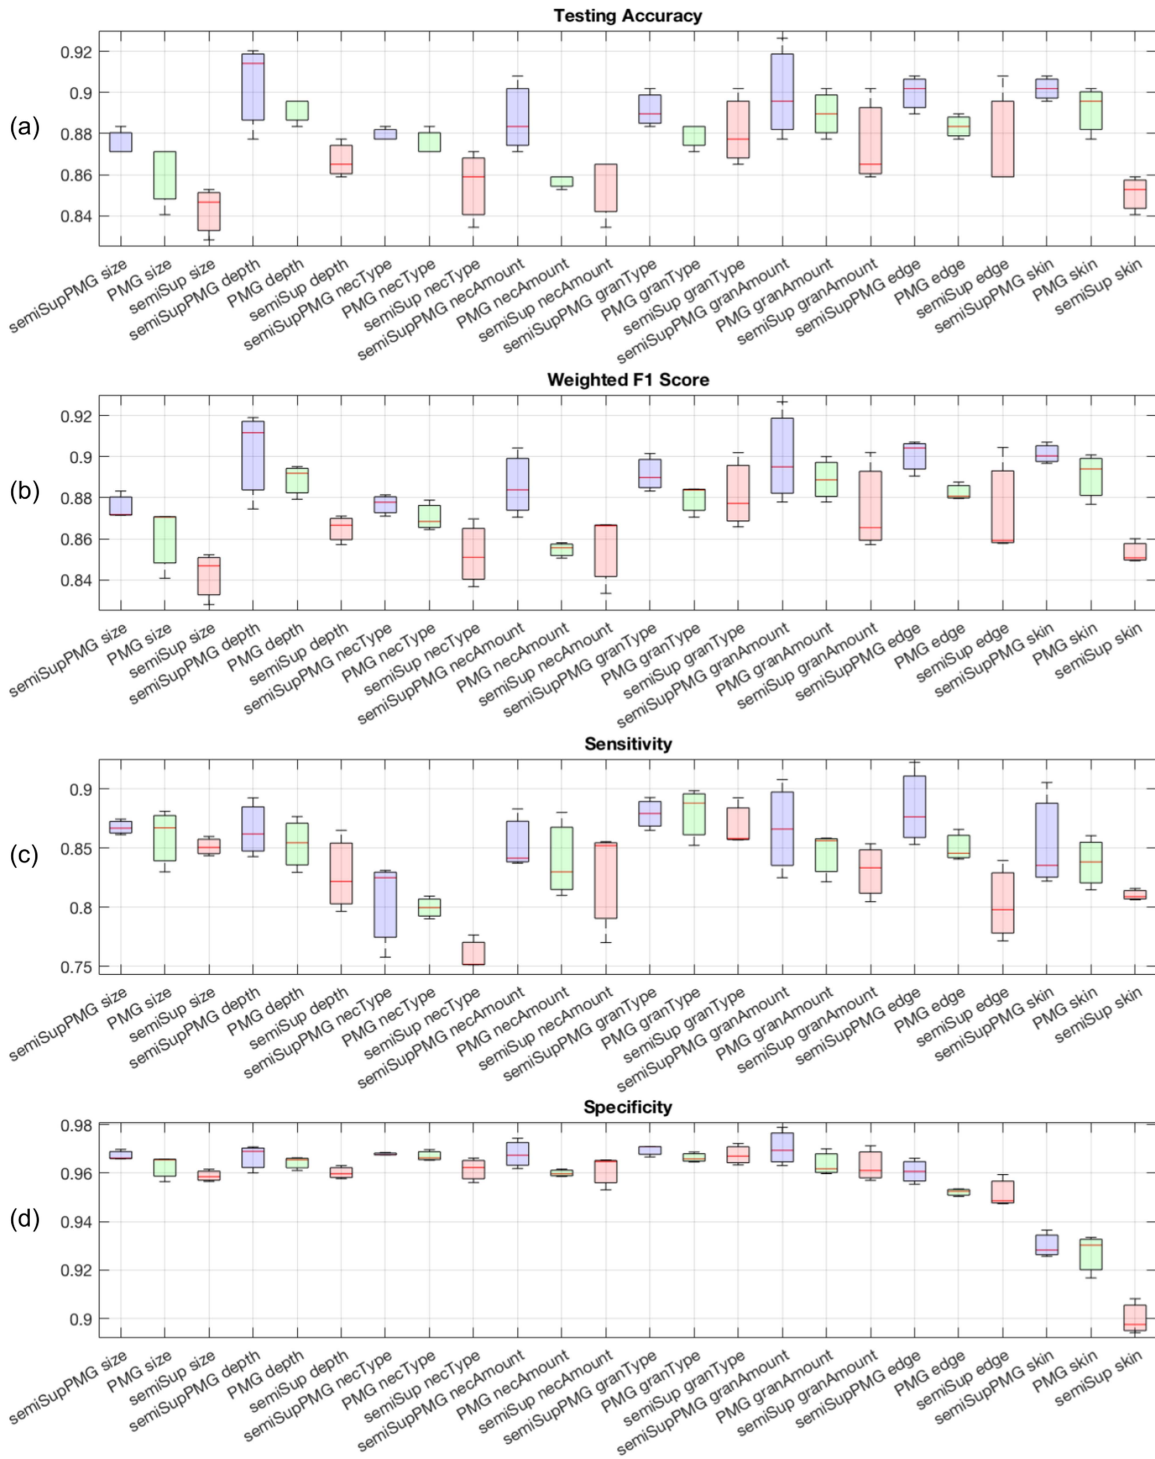 Testing Accuracy
(a)
0.92
0.9
0.88
0.86
0.84
semiSupPMG size
PMG size
semiSup size
semiSupPMG depth
PMG depth
semiSup depth
semiSupPMG necType
PMG necType
semiSup necType
semiSupPMG necAmount
PMG necAmount
semiSup necAmount
semiSupPMG granType
PMG granType
semiSup granType
semiSupPMG granAmount
PMG granAmount
semiSup granAmount
semiSupPMG edge
PMG edge
semiSup edge
semiSupPMG skin
PMG skin
semiSup skin
Weighted F1 Score
(b)
0.92
0.9
0.88
0.86
0.84
semiSupPMG size
PMG size
semiSup size
semiSupPMG depth
PMG depth
semiSup depth
semiSupPMG necType
PMG necType
semiSup necType
semiSupPMG necAmount
PMG necAmount
semiSup necAmount
semiSupPMG granType
PMG granType
semiSup granType
semiSupPMG granAmount
PMG granAmount
semiSup granAmount
semiSupPMG edge
PMG edge
semiSup edge
semiSupPMG skin
PMG skin
semiSup skin
Sensitivity
(c)
0.9
0.85
0.8
0.75
semiSupPMG size
PMG size
semiSup size
semiSupPMG depth
PMG depth
semiSup depth
semiSupPMG necType
PMG necType
semiSup necType
semiSupPMG necAmount
PMG necAmount
semiSup necAmount
semiSupPMG granType
PMG granType
semiSup granType
semiSupPMG granAmount
PMG granAmount
semiSup granAmount
semiSupPMG edge
PMG edge
semiSup edge
semiSupPMG skin
PMG skin
semiSup skin
Specificity
(d)
0.98
0.96
0.94
0.92
0.9
semiSupPMG size
PMG size
semiSup size
semiSupPMG depth
PMG depth
semiSup depth
semiSupPMG necType
PMG necType
semiSup necType
semiSupPMG necAmount
PMG necAmount
semiSup necAmount
semiSupPMG granType
PMG granType
semiSup granType
semiSupPMG granAmount
PMG granAmount
semiSup granAmount
semiSupPMG edge
PMG edge
semiSup edge
semiSupPMG skin
PMG skin
semiSup skin